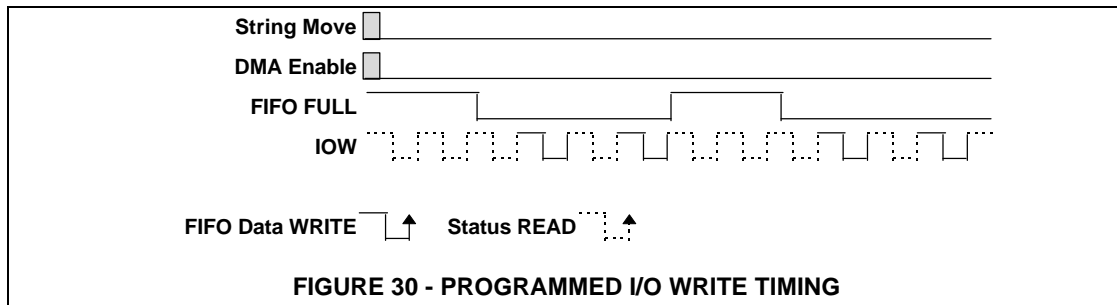 String Move
DMA Enable
FIFO FULL
IOW
FIFO Data WRITE Status READ
FIGURE 30 - PROGRAMMED I/O WRITE TIMING